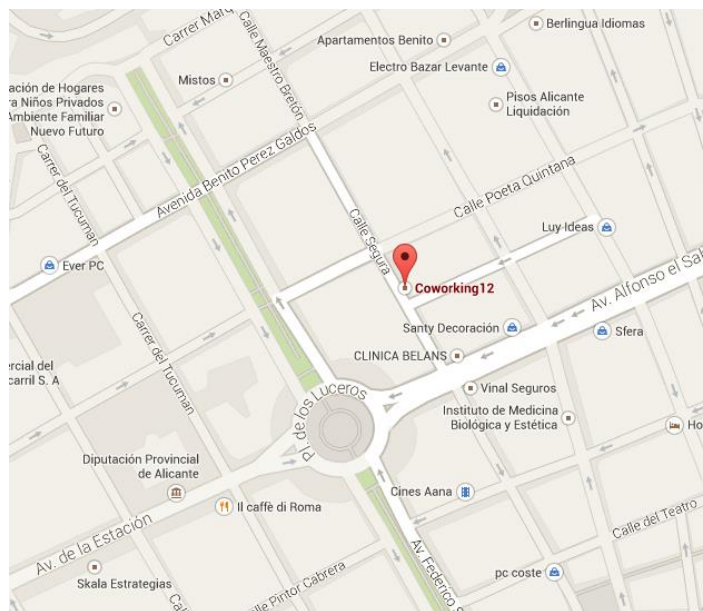 Carrer Marq
Calle Maestro Bretón
Berlingua Idiomas
Apartamentos Benito
Electro Bazar Levante
Mistos
ación de Hogares
ra Niños Privados
Ambiente Familiar
Nuevo Futuro
Pisos Alicante
Liquidación
Avenida Benito Perez Galdos
Carrer del Tucuman
Calle Poeta Quintana
Calle Segura
Luy Ideas
Ever PC
Coworking12
Av. Alfonso el Sab
Santy Decoración
Sfera
Carrer del Tucuman
CLINICA BELANS
ercial del
carril S. A
Vinal Seguros
Pl de los Luceros
Instituto de Medicina
Biológica y Estética
Ho
Diputación Provincial
de Alicante
Cines Aana
Il caffè di Roma
Calle del Teatro
Av. de la Estación
Av. Federico S
Skala Estrategias
Calle Pintor Cabrera
pc coste